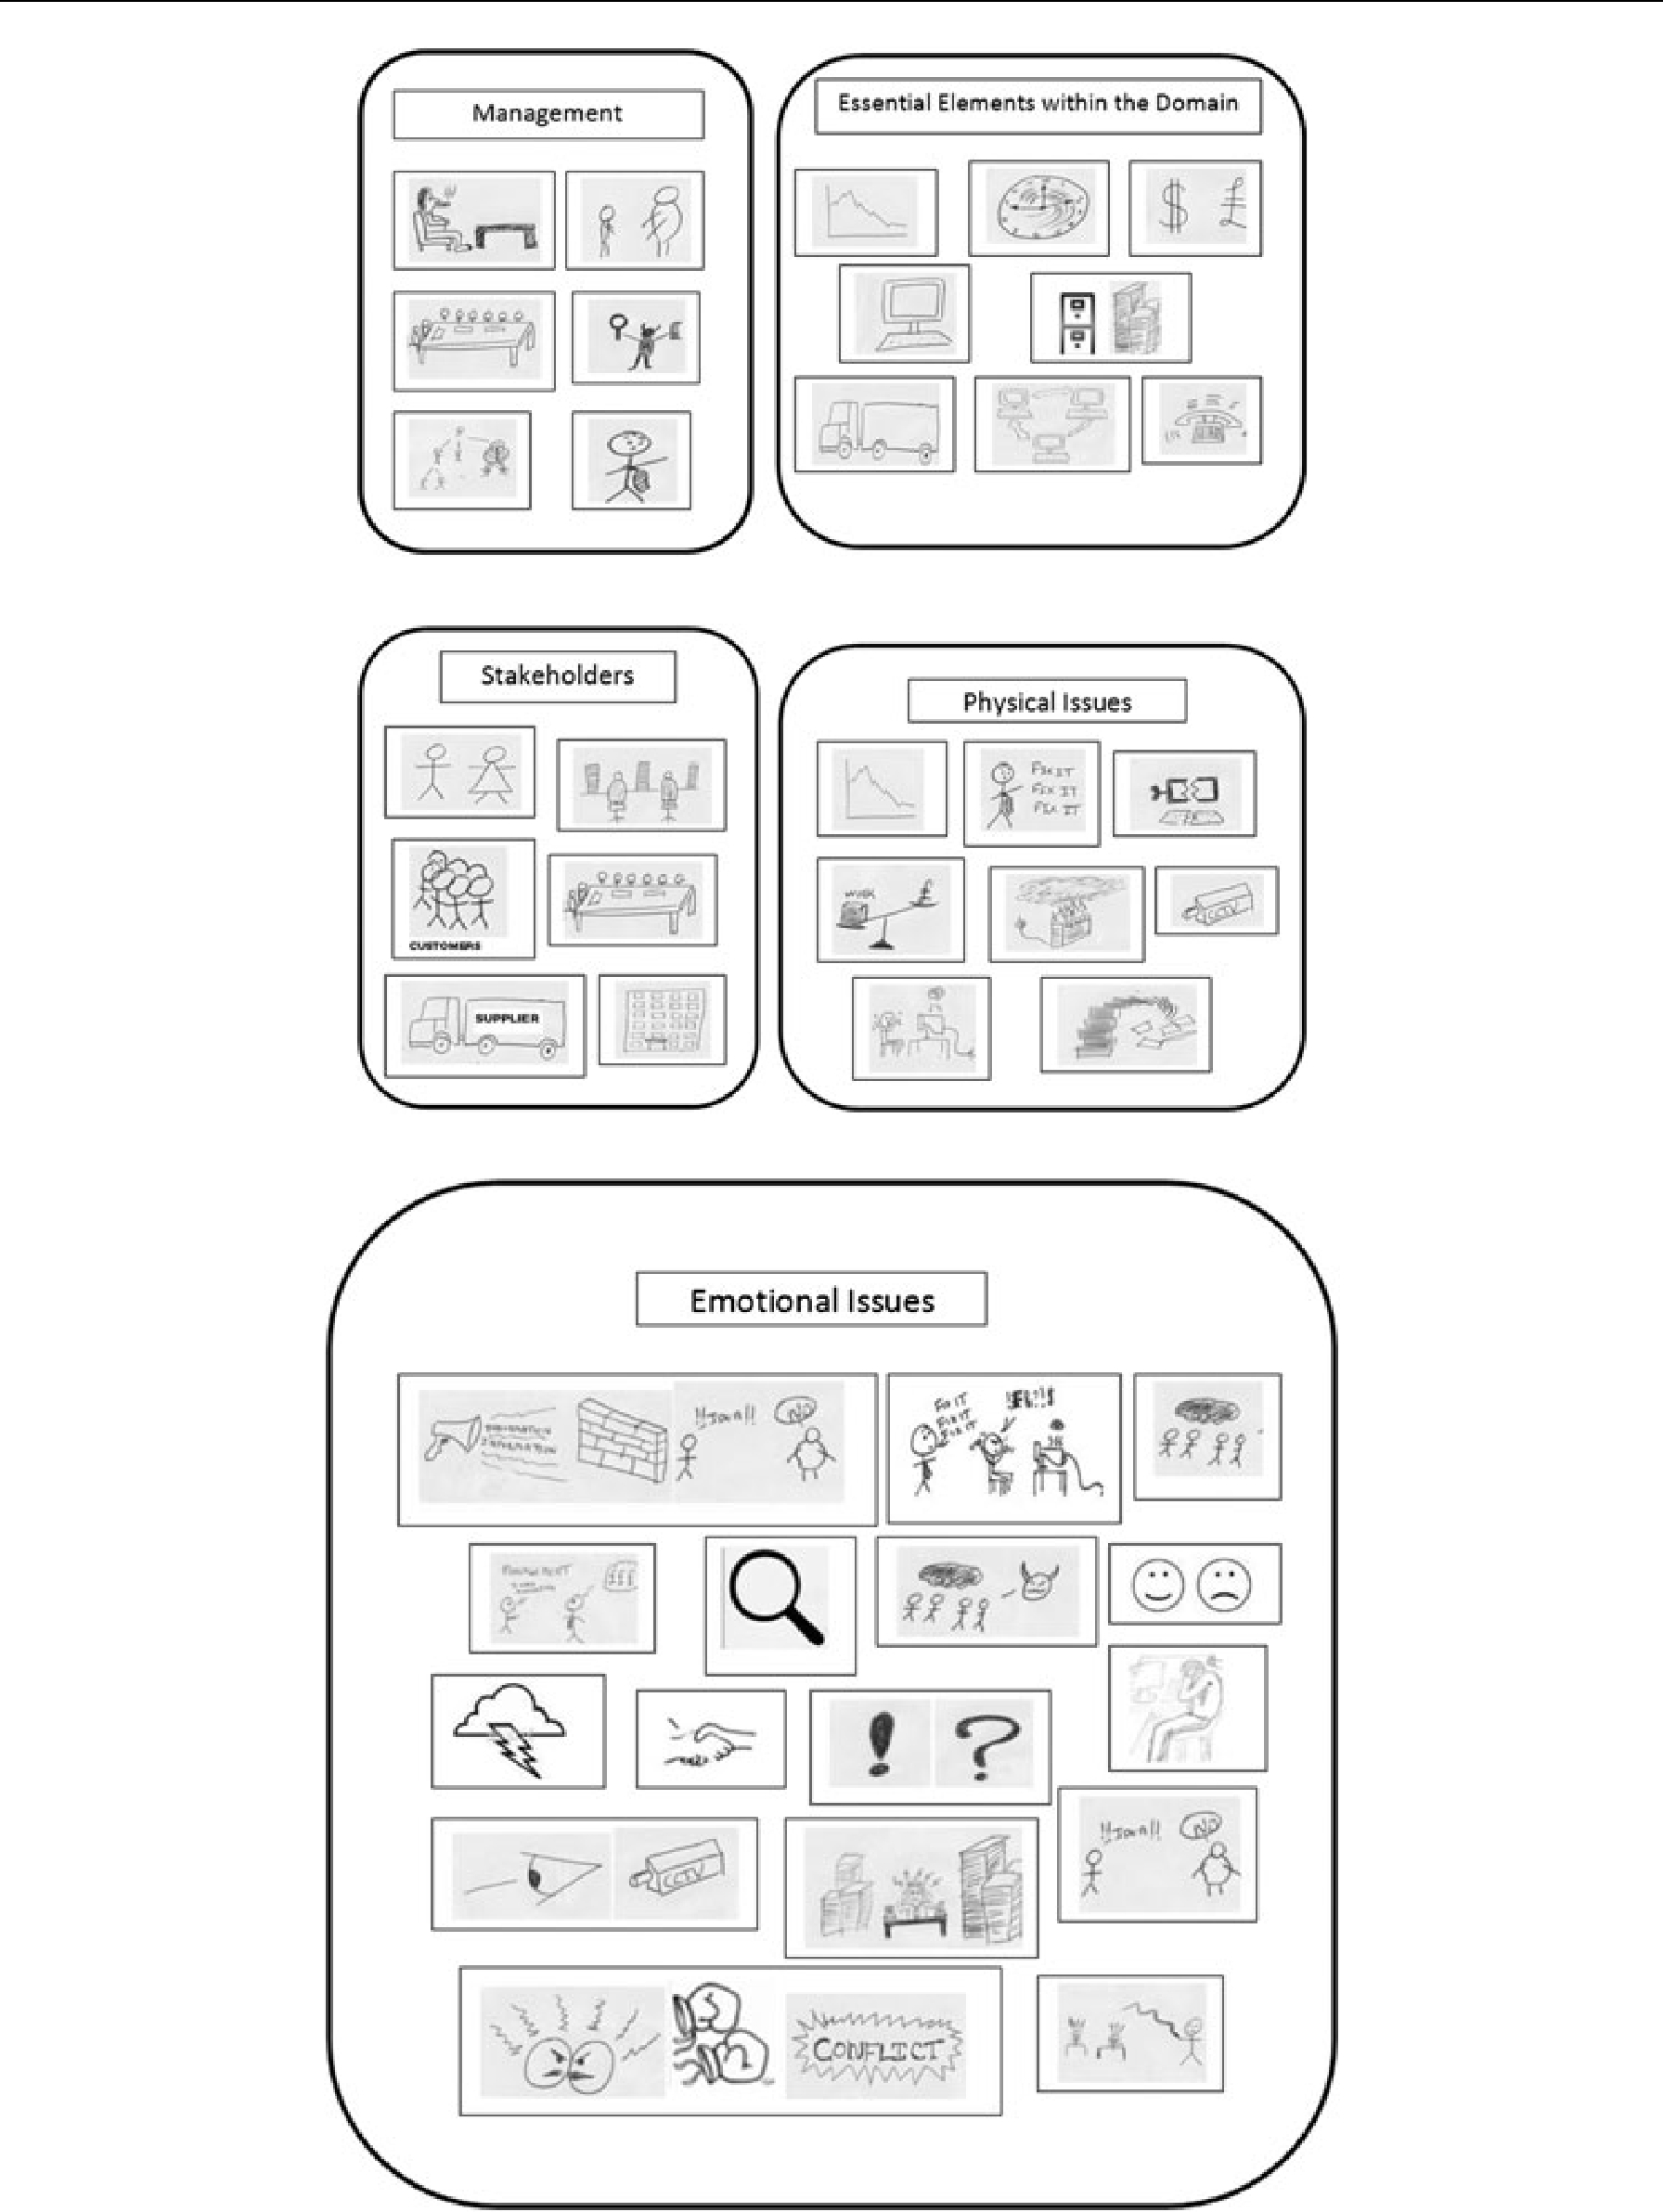 Management
Essential Elements within the Domain
$ £
Stakeholders
CUSTOMERS
SUPPLIER
Physical Issues
FIX IT
FIX IT
FIX IT
WORK
£
CCTV
Emotional Issues
INFORMATION
NO
FIX IT
FIX IT
FIX IT
£££
! ?
CCTV
NO
CONFLICT